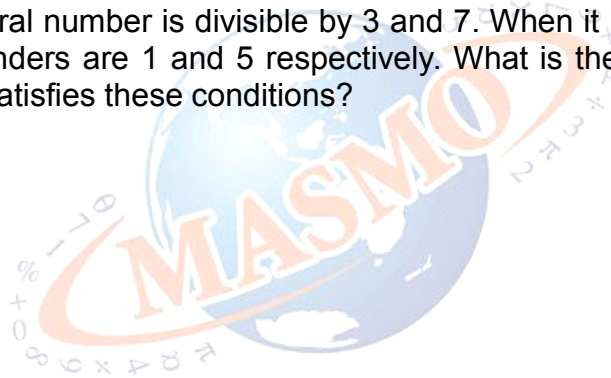 ral number is divisible by 3 and 7. When it
nders are 1 and 5 respectively. What is the
atisfies these conditions?
MASMO